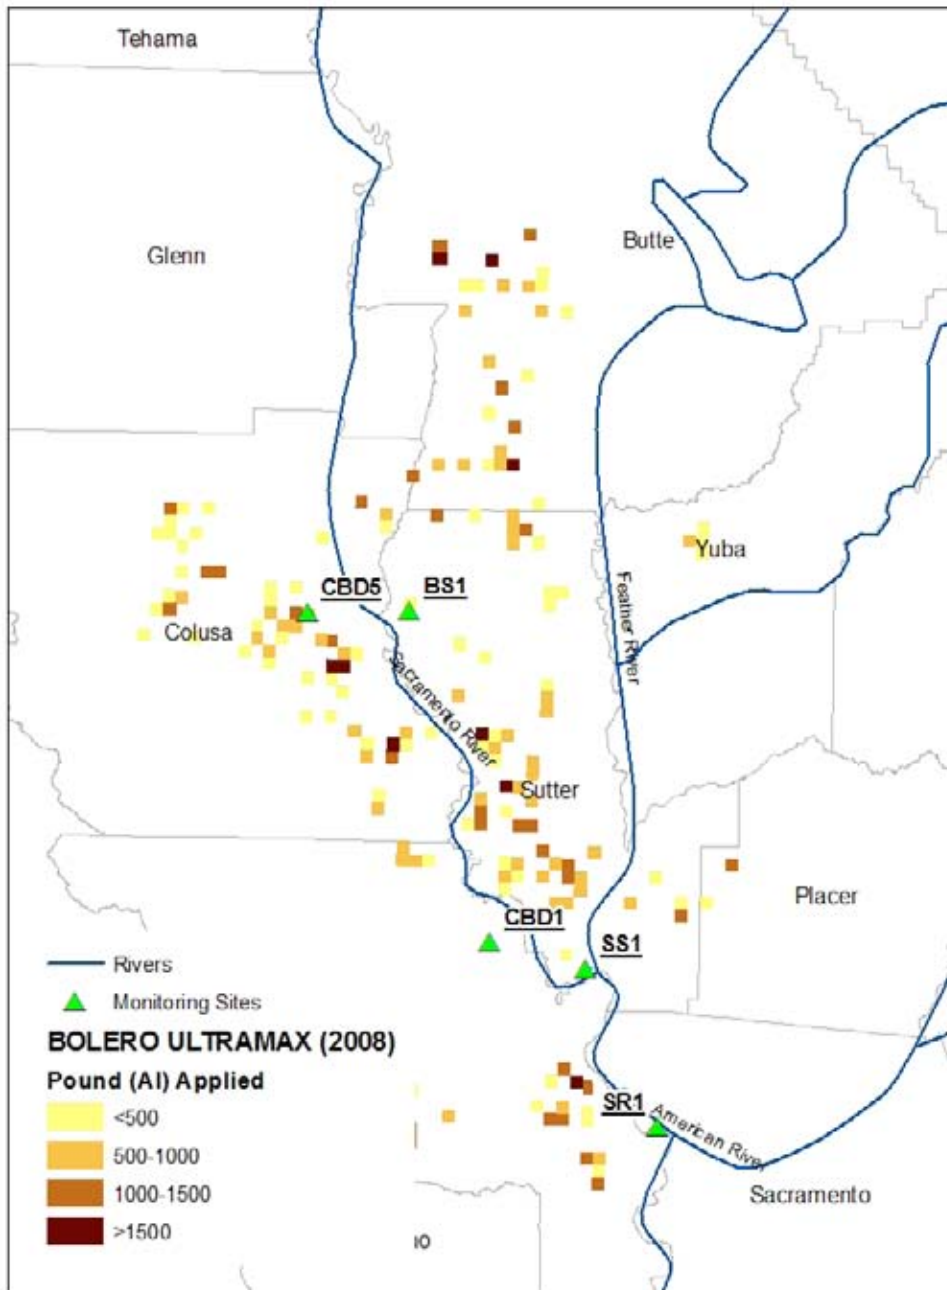 Tehama
Glenn
Butte
Yuba
CBD5
BS1
Colusa
Feather River
Sacramento River
Sutter
Placer
CBD1
SS1
Rivers
Monitoring Sites
BOLERO ULTRAMAX (2008)
Pound (AI) Applied
<500
500-1000
1000-1500
>1500
SR1
American River
Sacramento